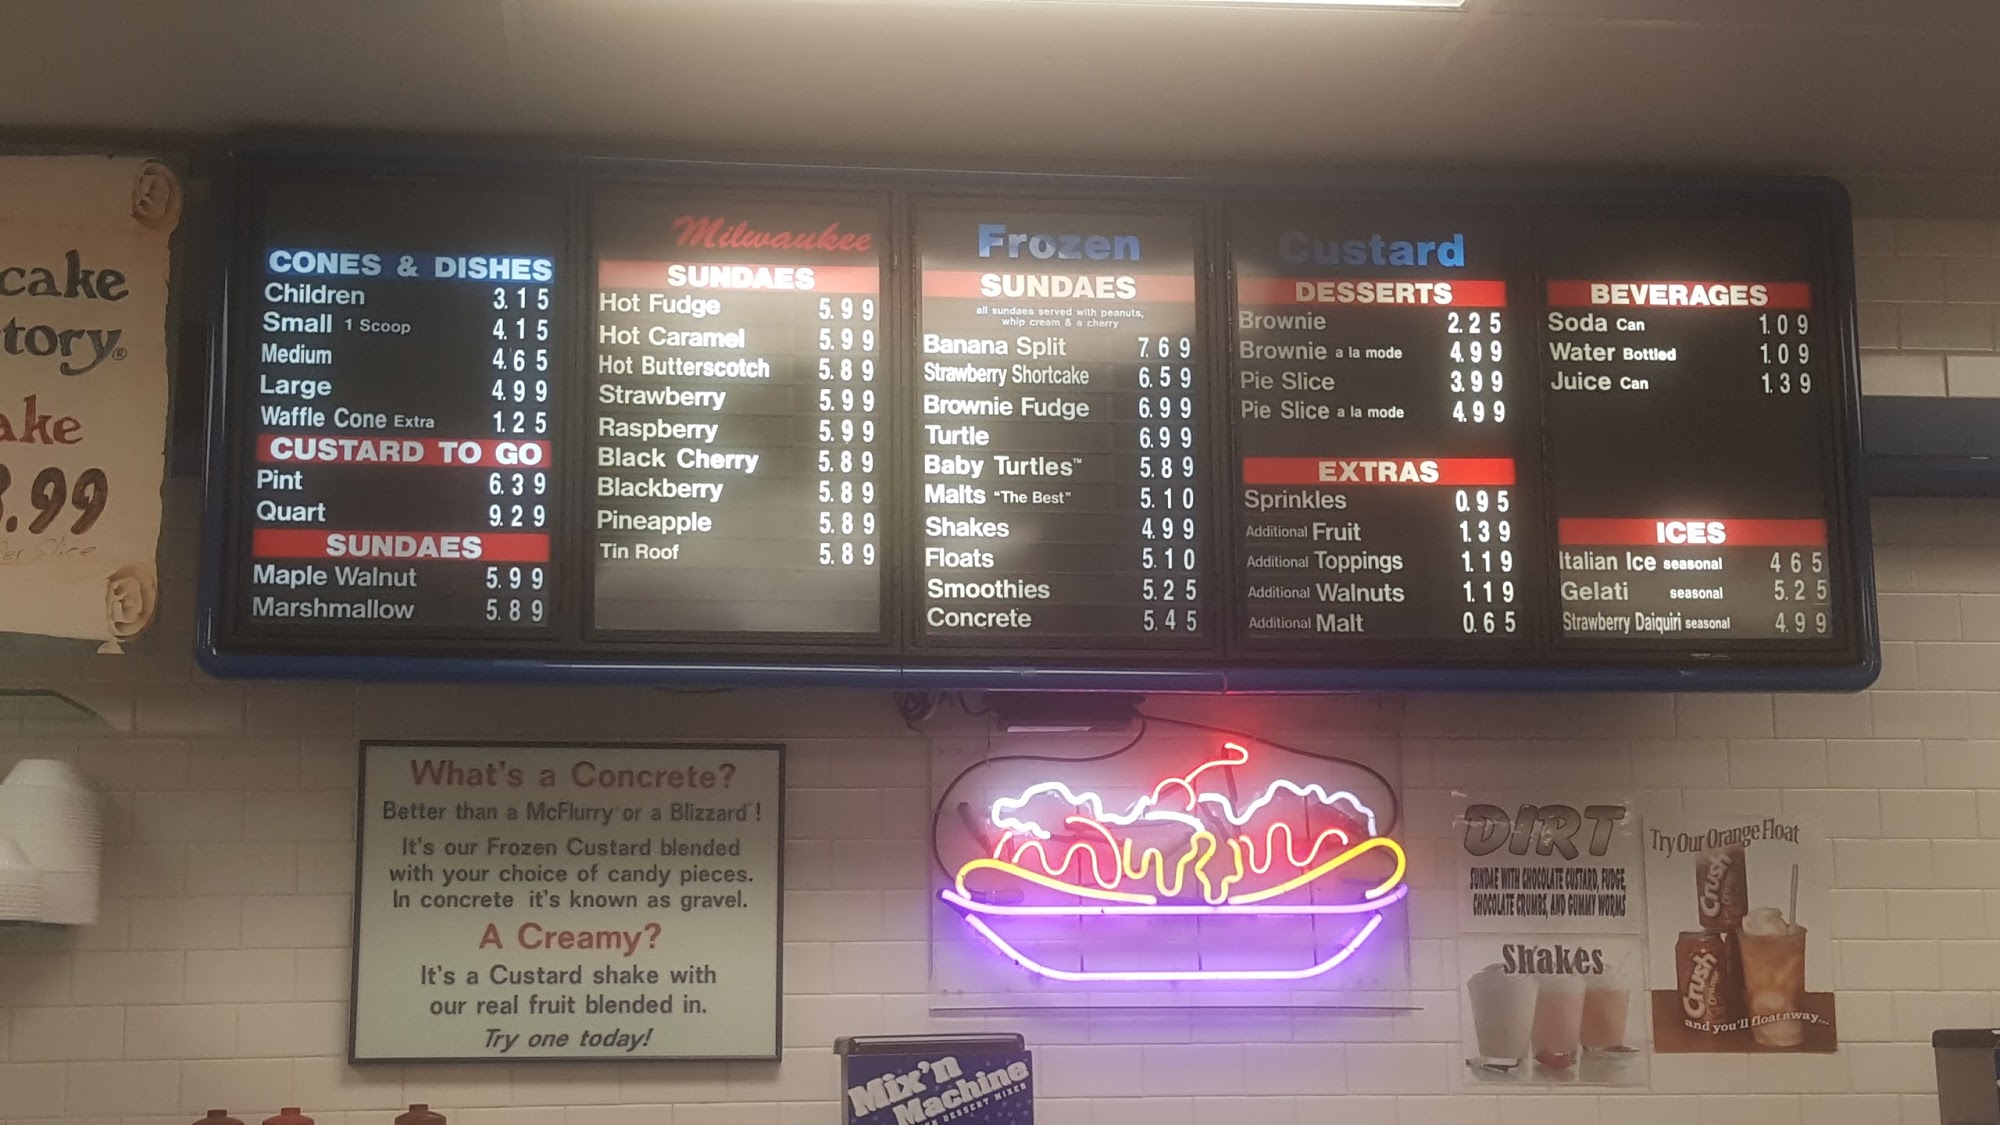 cake
tory®
ake
.99
Per Slice
CONES & DISHES
Children 3.15
Small 1 Scoop 4.15
Medium 4.65
Large 4.99
Waffle Cone Extra 1.25
CUSTARD TO GO
Pint 6.39
Quart 9.29
SUNDAES
Maple Walnut 5.99
Marshmallow 5.89
Milwaukee
SUNDAES
Hot Fudge 5.99
Hot Caramel 5.99
Hot Butterscotch 5.89
Strawberry 5.99
Raspberry 5.99
Black Cherry 5.89
Blackberry 5.89
Pineapple 5.89
Tin Roof 5.89
Frozen
SUNDAES
all sundaes served with peanuts,
whip cream & a cherry
Banana Split 7.69
Strawberry Shortcake 6.59
Brownie Fudge 6.99
Turtle 6.99
Baby Turtles™ 5.89
Malts "The Best" 5.10
Shakes 4.99
Floats 5.10
Smoothies 5.25
Concrete 5.45
Custard
DESSERTS
Brownie 2.25
Brownie a la mode 4.99
Pie Slice 3.99
Pie Slice a la mode 4.99
EXTRAS
Sprinkles 0.95
Additional Fruit 1.39
Additional Toppings 1.19
Additional Walnuts 1.19
Additional Malt 0.65
BEVERAGES
Soda Can 1.09
Water Bottled 1.09
Juice Can 1.39
ICES
Italian Ice seasonal 4 65
Gelati seasonal 5.25
Strawberry Daiquiri seasonal 4.99
What's a Concrete?
Better than a McFlurry or a Blizzard !
It's our Frozen Custard blended
with your choice of candy pieces.
In concrete it's known as gravel.
A Creamy?
It's a Custard shake with
our real fruit blended in.
Try one today!
Mix'n
Machine
DESSERT MIXER
DIRT
SUNDAE WITH CHOCOLATE CUSTARD, FUDGE,
CHOCOLATE CRUMBS, AND GUMMY WORMS
Shakes
Try Our Orange Float
Crush
Crush
and you'll float away...